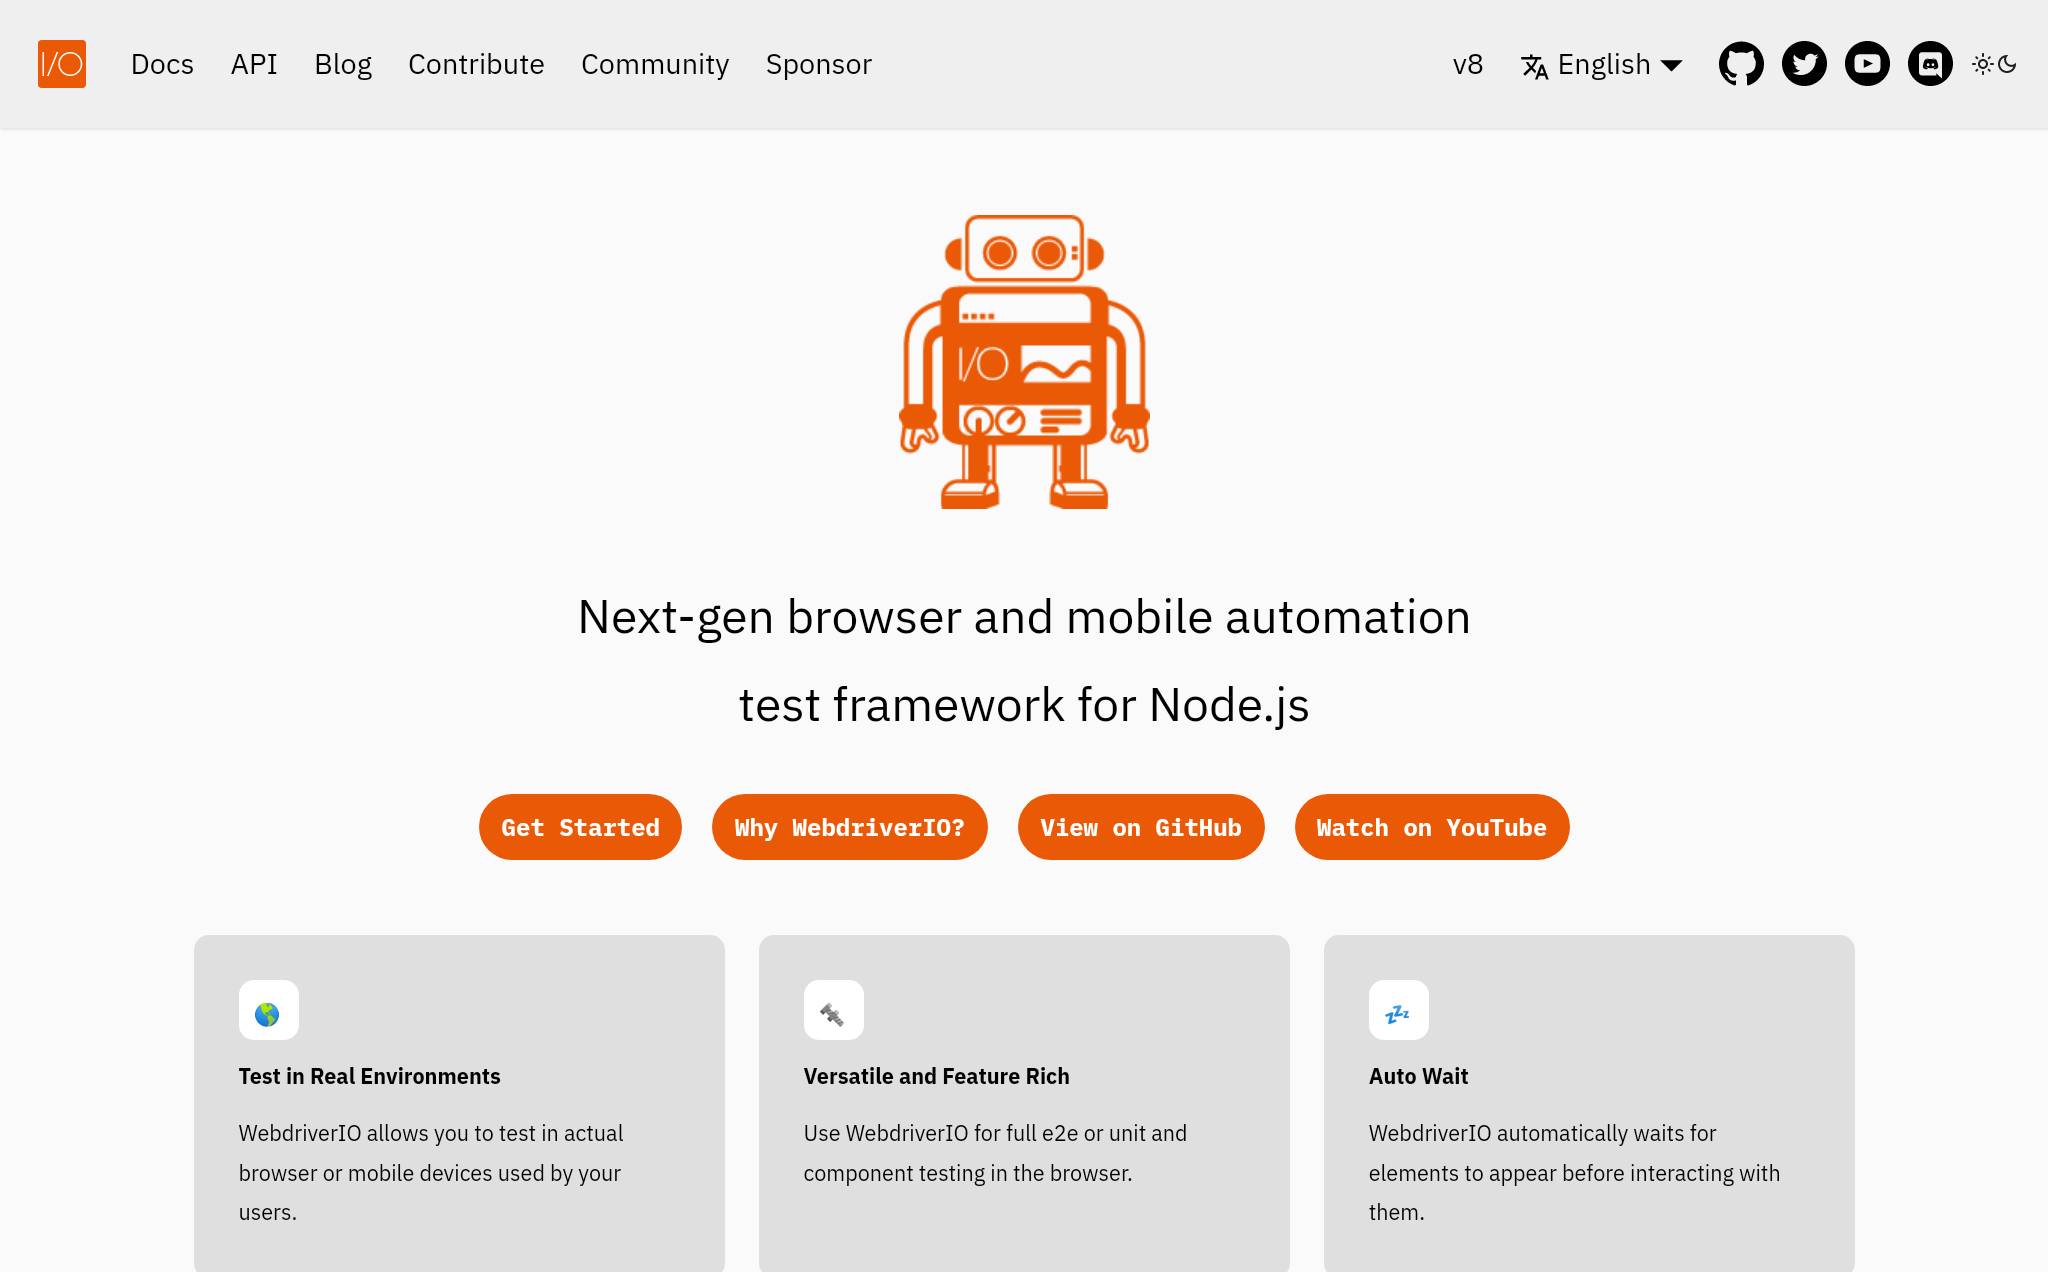 I/O Docs API Blog Contribute Community Sponsor v8 English
I/O
Next-gen browser and mobile automation
test framework for Node.js
Get Started Why WebdriverIO? View on GitHub Watch on YouTube
Test in Real Environments
WebdriverIO allows you to test in actual
browser or mobile devices used by your
users.
Versatile and Feature Rich
Use WebdriverIO for full e2e or unit and
component testing in the browser.
Auto Wait
WebdriverIO automatically waits for
elements to appear before interacting with
them.